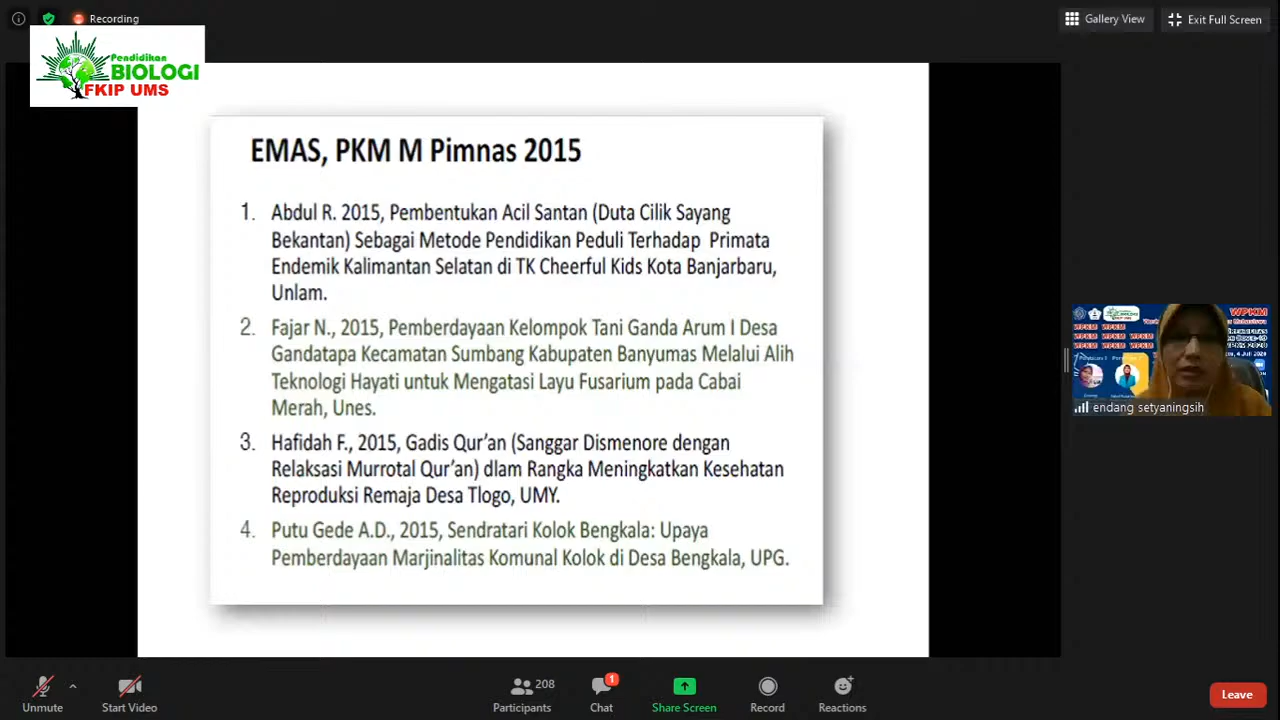 Recording
Gallery View
Exit Full Screen
Pendidikan
BIOLOGI
FKIP UMS
EMAS, PKM M Pimnas 2015
1. Abdul R. 2015, Pembentukan Acil Santan (Duta Cilik Sayang
Bekantan) Sebagai Metode Pendidikan Peduli Terhadap Primata
Endemik Kalimantan Selatan di TK Cheerful Kids Kota Banjarbaru,
Unlam.
2. Fajar N., 2015, Pemberdayaan Kelompok Tani Ganda Arum I Desa
Gandatapa Kecamatan Sumbang Kabupaten Banyumas Melalui Alih
Teknologi Hayati untuk Mengatasi Layu Fusarium pada Cabai
Merah, Unes.
3. Hafidah F., 2015, Gadis Qur'an (Sanggar Dismenore dengan
Relaksasi Murrotal Qur'an) dlam Rangka Meningkatkan Kesehatan
Reproduksi Remaja Desa Tlogo, UMY.
4. Putu Gede A.D., 2015, Sendratari Kolok Bengkala: Upaya
Pemberdayaan Marjinalitas Komunal Kolok di Desa Bengkala, UPG.
WPKM
endang setyaningsih
Unmute
Start Video
208
Participants
1
Chat
Share Screen
Record
Reactions
Leave